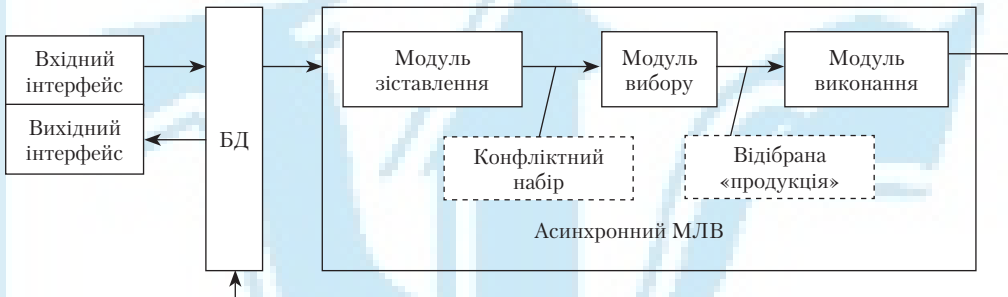 Вхідний
інтерфейс
Вихідний
інтерфейс
БД
Модуль
зіставлення
Модуль
вибору
Модуль
виконання
Конфліктний
набір
Відібрана
«продукція»
Асинхронний МЛВ